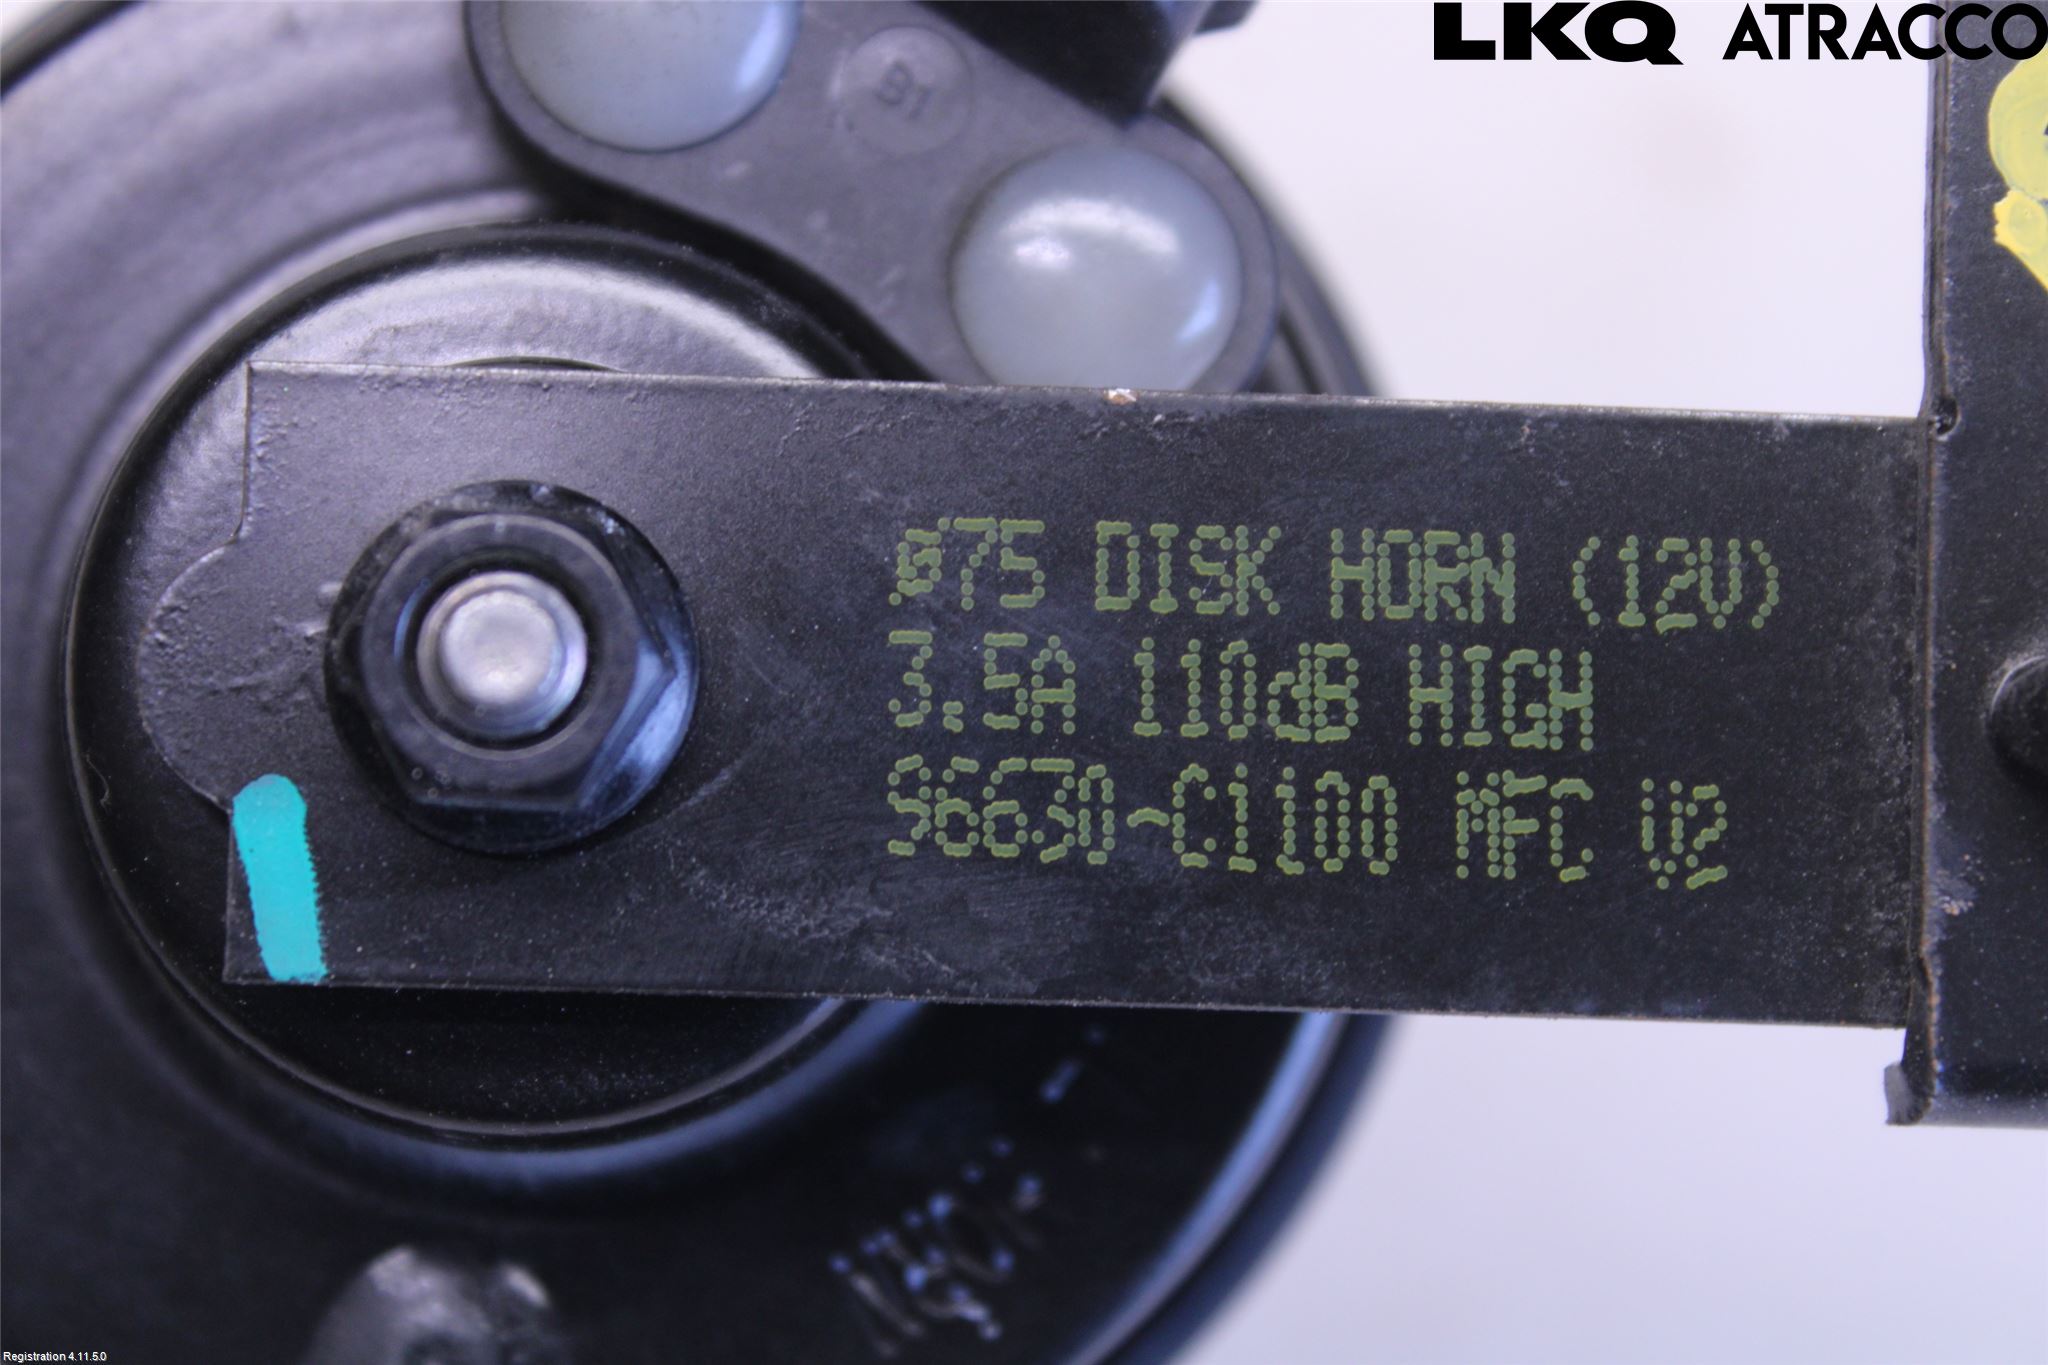 LKQ ATRACCO
B1
Ø75 DISK HORN (12V)
3.5A 110dB HIGH
96630-C1100 MFC V2
Registration 4.11.5.0